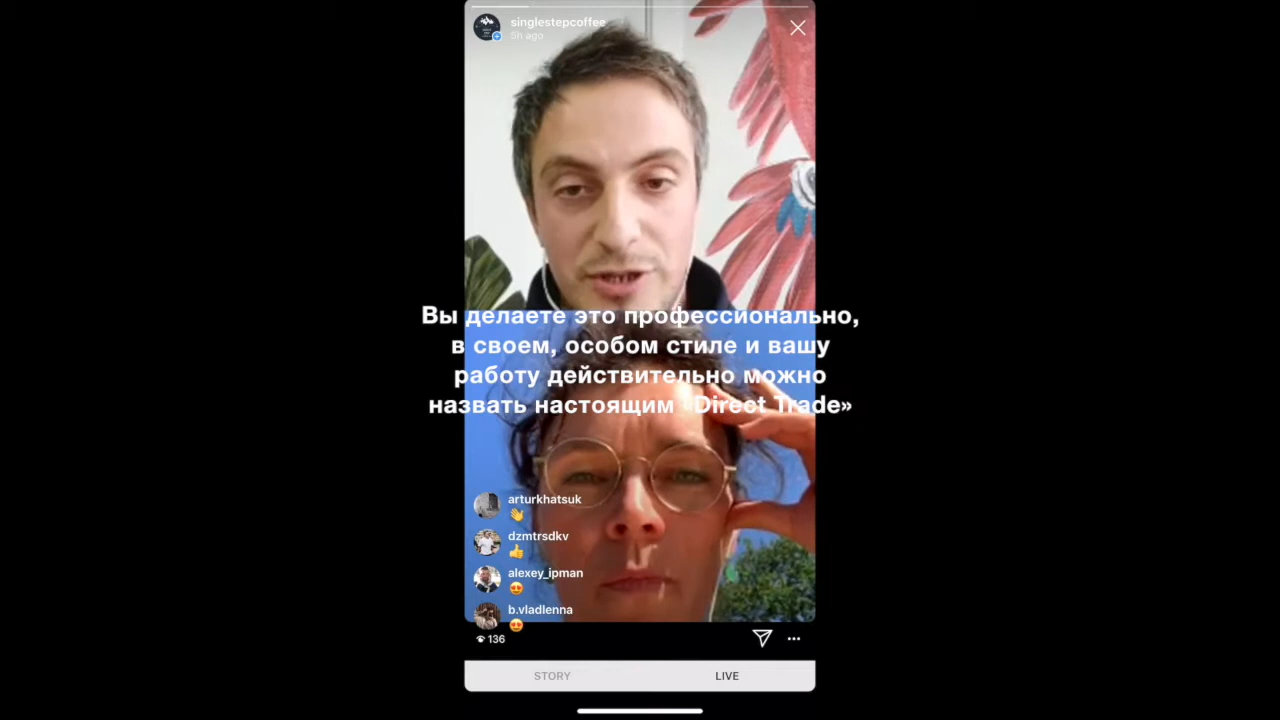 singlestepcoffee
5h ago
Вы делаете это профессионально,
в своем, особом стиле и вашу
работу действительно можно
назвать настоящим «Direct Trade»
arturkhatsuk
dzmtrsdkv
alexey_ipman
b.vladlenna
136
STORY LIVE